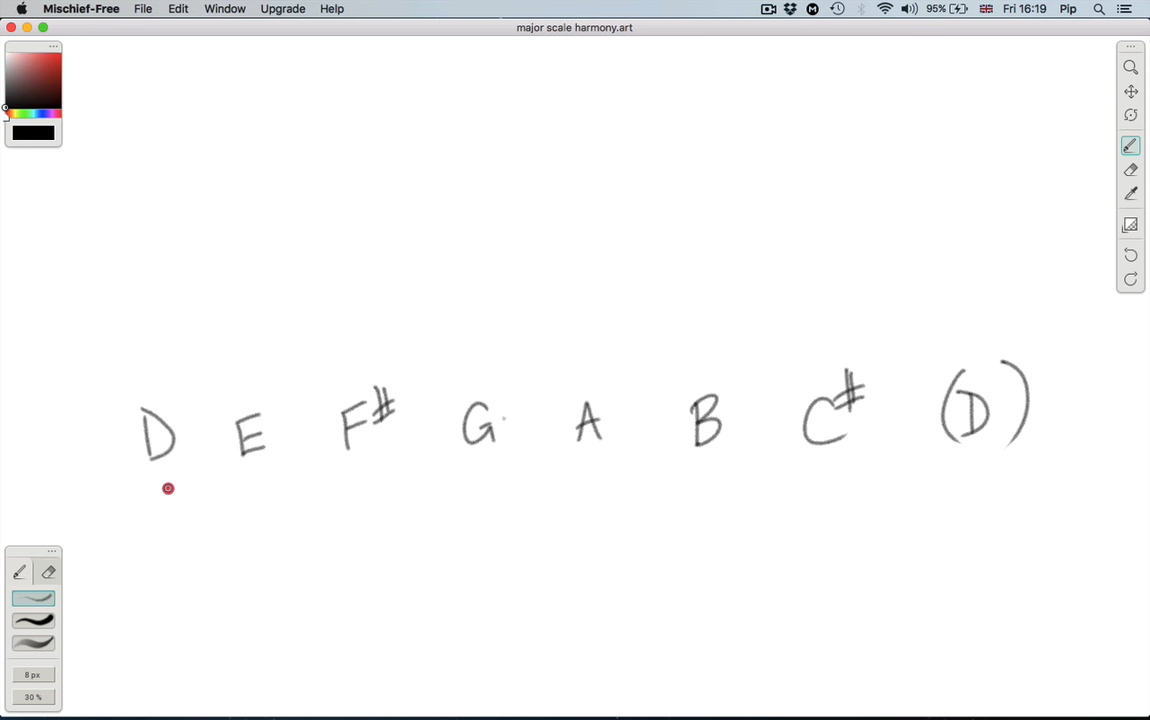 Mischief-Free File Edit Window Upgrade Help 95% Fri 16:19 Pip
major scale harmony.art
D E F# G A B C# (D)
8 px
30 %